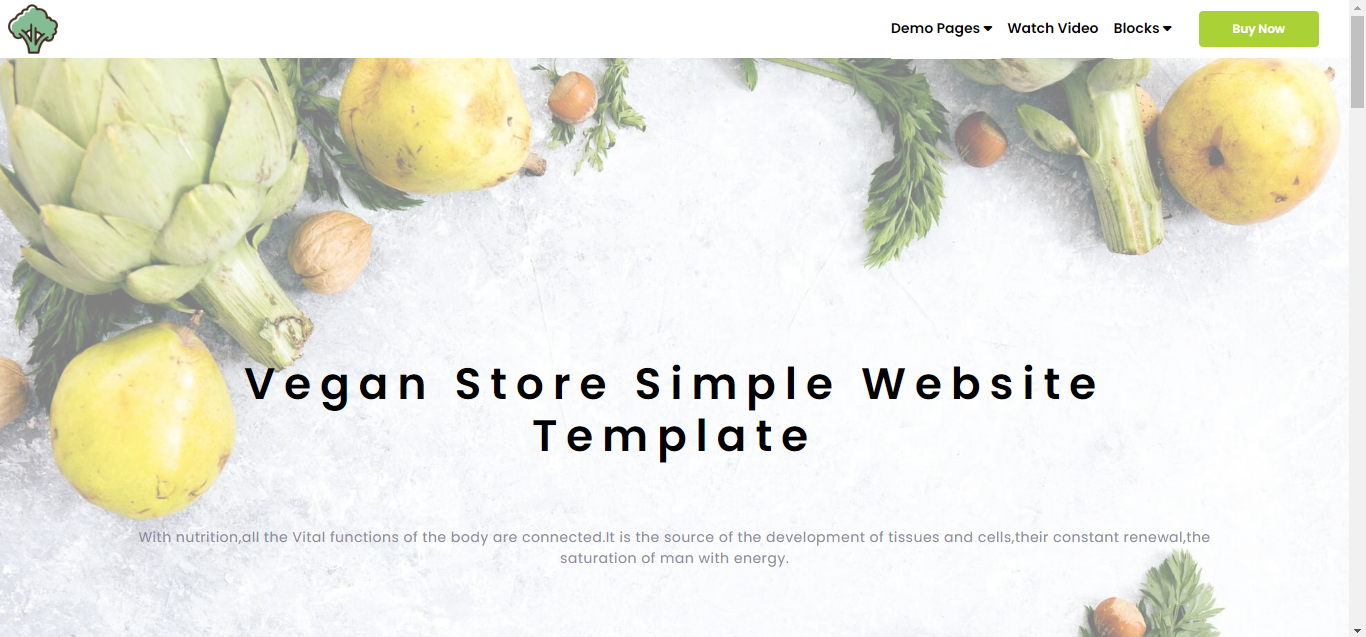 Demo Pages Watch Video Blocks Buy Now
Vegan Store Simple Website
Template
With nutrition,all the Vital functions of the body are connected.It is the source of the development of tissues and cells,their constant renewal,the
saturation of man with energy.